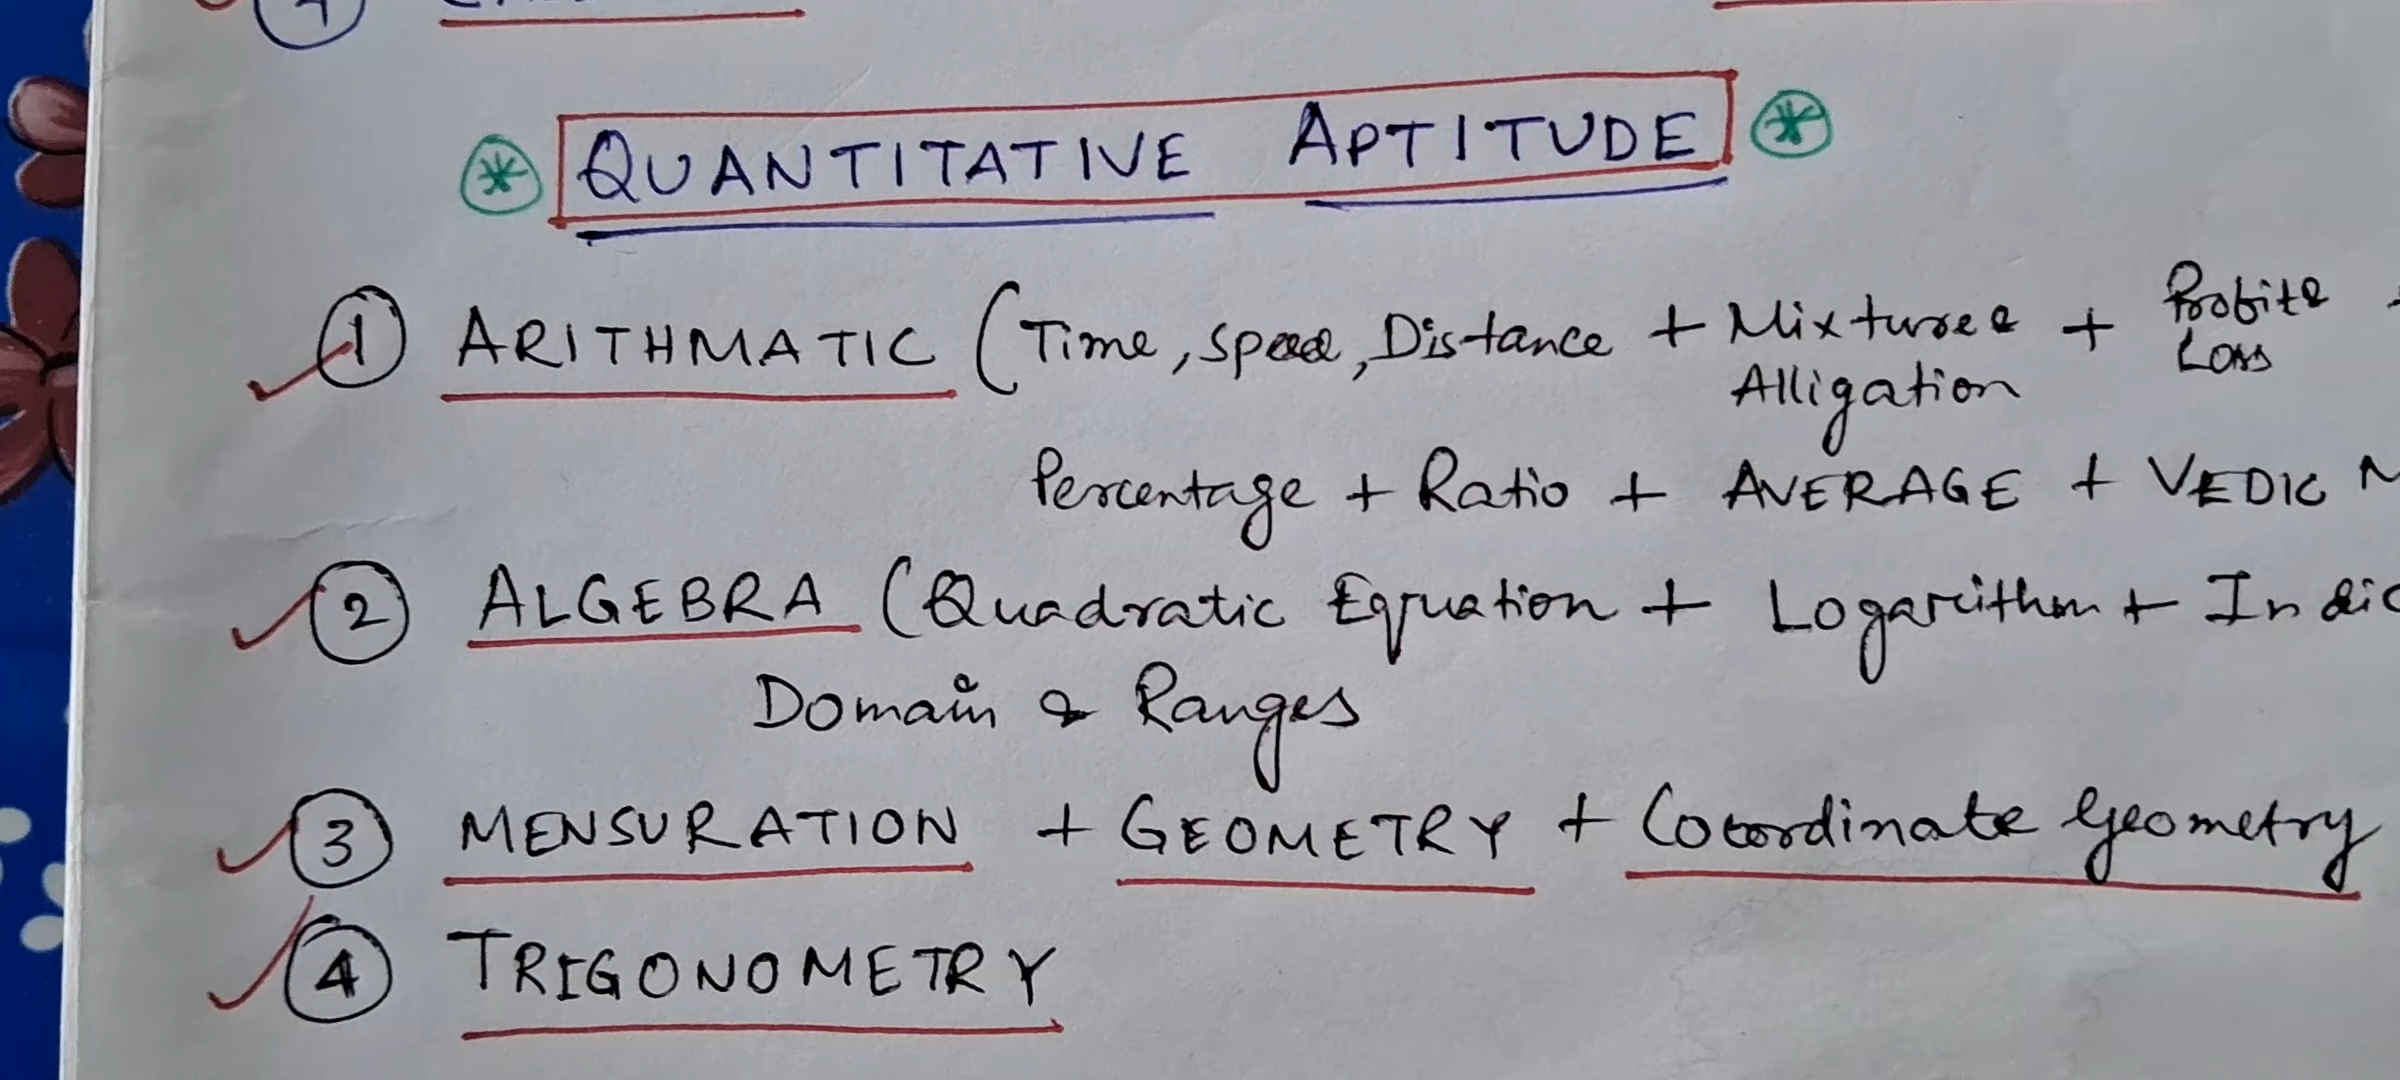 * QUANTITATIVE APTITUDE *
① ARITHMATIC (Time, Speed, Distance + Mixture & Alligation + Profit & Loss +
Percentage + Ratio + AVERAGE + VEDIC M
② ALGEBRA (Quadratic Equation + Logarithm + Indic
Domain & Ranges
③ MENSURATION + GEOMETRY + Coordinate Geometry
④ TRIGONOMETRY